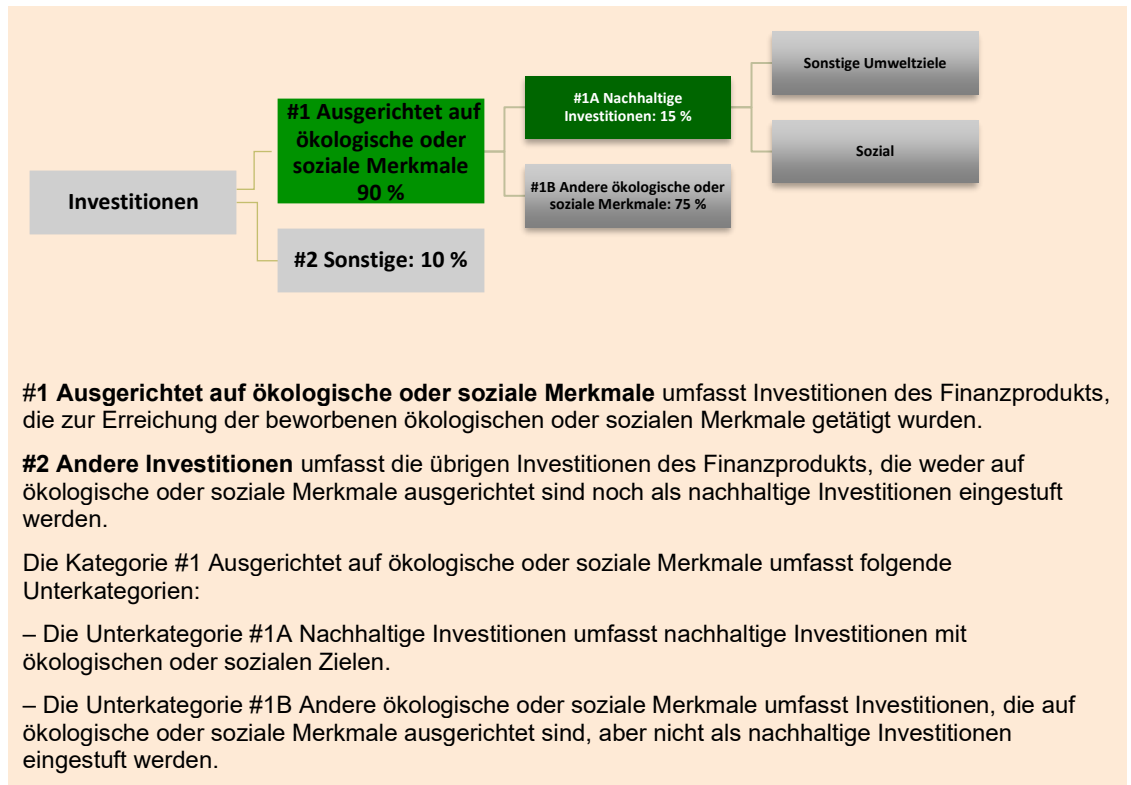 Investitionen
#1 Ausgerichtet auf
ökologische oder
soziale Merkmale
90 %
#2 Sonstige: 10 %
#1A Nachhaltige
Investitionen: 15 %
#1B Andere ökologische oder
soziale Merkmale: 75 %
Sonstige Umweltziele
Sozial
#1 Ausgerichtet auf ökologische oder soziale Merkmale umfasst Investitionen des Finanzprodukts,
die zur Erreichung der beworbenen ökologischen oder sozialen Merkmale getätigt wurden.
#2 Andere Investitionen umfasst die übrigen Investitionen des Finanzprodukts, die weder auf
ökologische oder soziale Merkmale ausgerichtet sind noch als nachhaltige Investitionen eingestuft
werden.
Die Kategorie #1 Ausgerichtet auf ökologische oder soziale Merkmale umfasst folgende
Unterkategorien:
– Die Unterkategorie #1A Nachhaltige Investitionen umfasst nachhaltige Investitionen mit
ökologischen oder sozialen Zielen.
– Die Unterkategorie #1B Andere ökologische oder soziale Merkmale umfasst Investitionen, die auf
ökologische oder soziale Merkmale ausgerichtet sind, aber nicht als nachhaltige Investitionen
eingestuft werden.